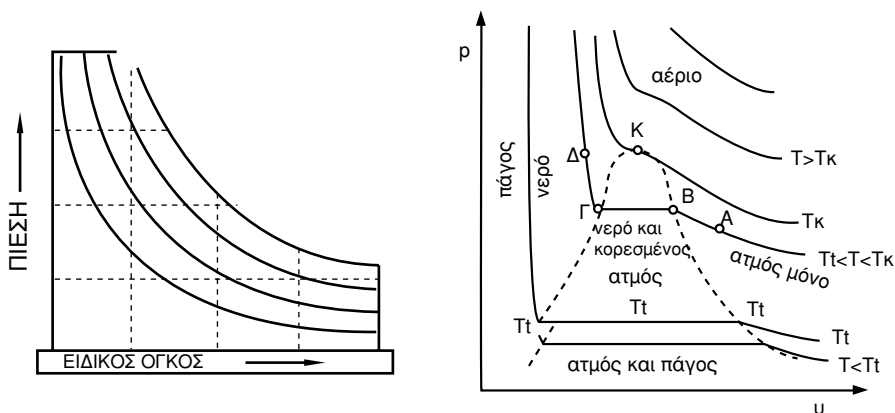 ΠΙΕΣΗ
ΕΙΔΙΚΟΣ ΟΓΚΟΣ
p
αέριο
Κ
πάγος
νερό
Δ
T>Tκ
Γ
Β
Α
Tκ
νερό και
κορεσμένος
ατμός
ατμός μόνο
Tt<T<Tκ
Tt
Tt
Tt
Tt
ατμός και πάγος
T<Tt
υ